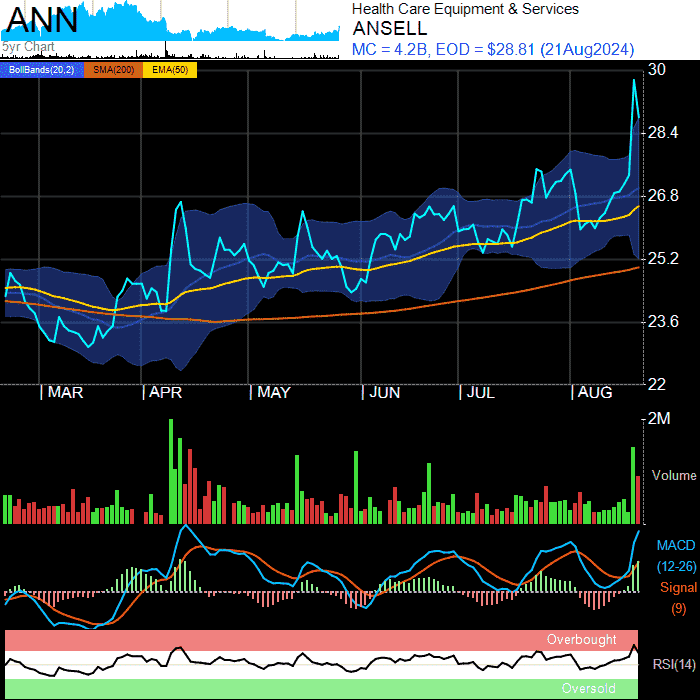 ANN
5yr Chart
Health Care Equipment & Services
ANSELL
MC = 4.2B, EOD = $28.81 (21Aug2024)
BollBands(20,2) SMA(200) EMA(50)
30
28.4
26.8
25.2
23.6
22
MAR APR MAY JUN JUL AUG
2M
Volume
MACD
(12-26)
Signal
(9)
Overbought
RSI(14)
Oversold